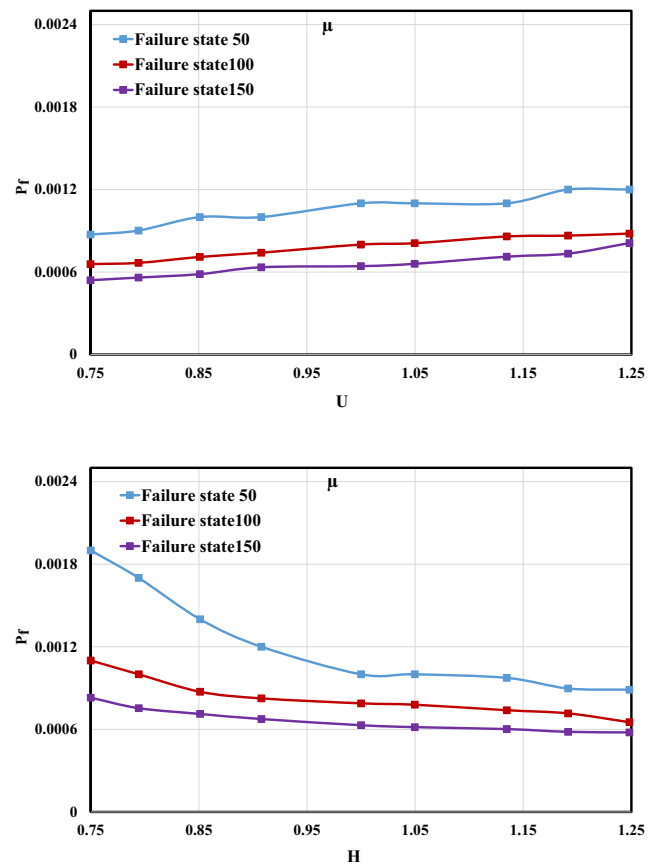 μ
0.0024
Failure state 50
Failure state100
Failure state150
0.0018
Pf
0.0012
0.0006
0
0.75 0.85 0.95 1.05 1.15 1.25
U
μ
0.0024
Failure state 50
Failure state100
Failure state150
0.0018
Pf
0.0012
0.0006
0
0.75 0.85 0.95 1.05 1.15 1.25
H